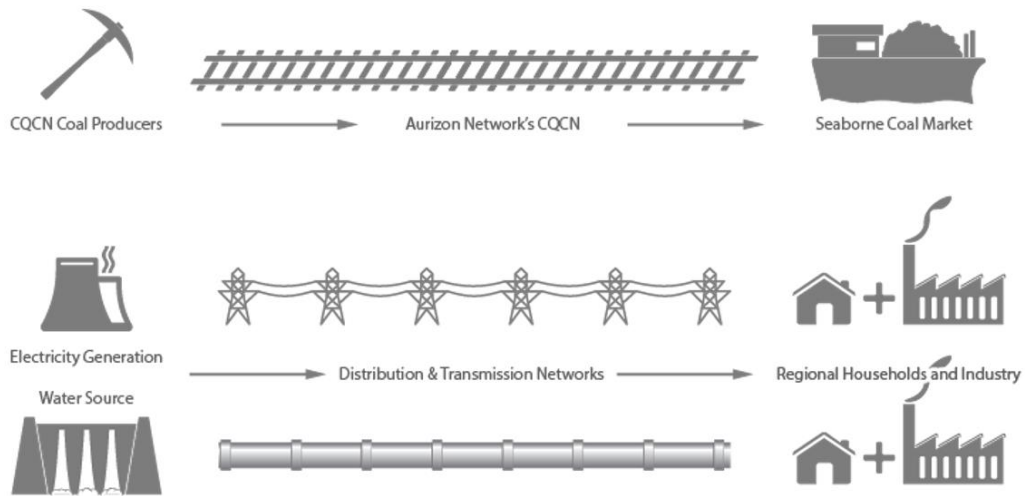 CQCN Coal Producers
Aurizon Network's CQCN
Seaborne Coal Market
Electricity Generation
Water Source
Distribution & Transmission Networks
Regional Households and Industry